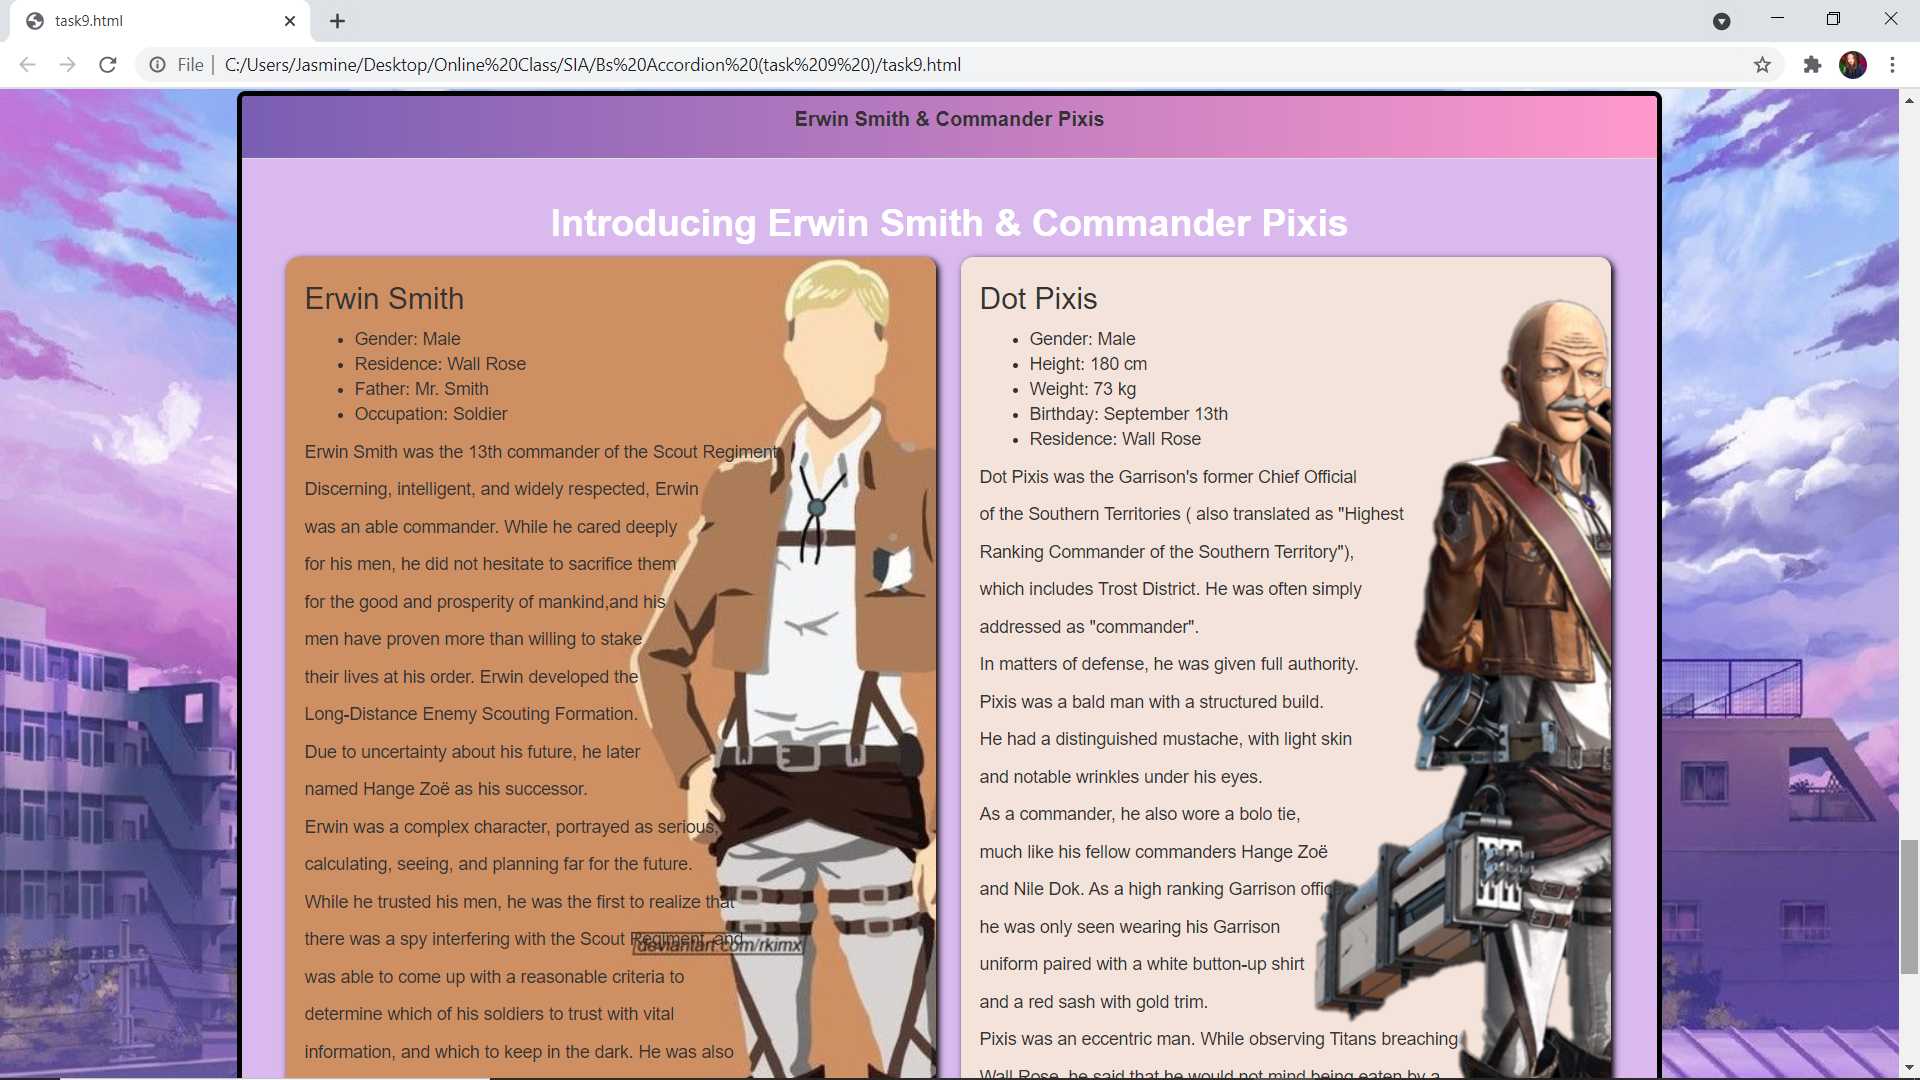 task9.html
File
C:/Users/Jasmine/Desktop/Online%20Class/SIA/Bs%20Accordion%20(task%209%20)/task9.html
Erwin Smith & Commander Pixis
Introducing Erwin Smith & Commander Pixis
Erwin Smith
Gender: Male
Residence: Wall Rose
Father: Mr. Smith
Occupation: Soldier
Erwin Smith was the 13th commander of the Scout Regiment.
Discerning, intelligent, and widely respected, Erwin
was an able commander. While he cared deeply
for his men, he did not hesitate to sacrifice them
for the good and prosperity of mankind,and his
men have proven more than willing to stake
their lives at his order. Erwin developed the
Long-Distance Enemy Scouting Formation.
Due to uncertainty about his future, he later
named Hange Zoë as his successor.
Erwin was a complex character, portrayed as serious,
calculating, seeing, and planning far for the future.
While he trusted his men, he was the first to realize that
there was a spy interfering with the Scout Regiment, and
deviantart.com/rkimx
was able to come up with a reasonable criteria to
determine which of his soldiers to trust with vital
information, and which to keep in the dark. He was also
Dot Pixis
Gender: Male
Height: 180 cm
Weight: 73 kg
Birthday: September 13th
Residence: Wall Rose
Dot Pixis was the Garrison's former Chief Official
of the Southern Territories ( also translated as "Highest
Ranking Commander of the Southern Territory"),
which includes Trost District. He was often simply
addressed as "commander".
In matters of defense, he was given full authority.
Pixis was a bald man with a structured build.
He had a distinguished mustache, with light skin
and notable wrinkles under his eyes.
As a commander, he also wore a bolo tie,
much like his fellow commanders Hange Zoë
and Nile Dok. As a high ranking Garrison officer,
he was only seen wearing his Garrison
uniform paired with a white button-up shirt
and a red sash with gold trim.
Pixis was an eccentric man. While observing Titans breaching
Wall Rose, he said that he would not mind being eaten by a